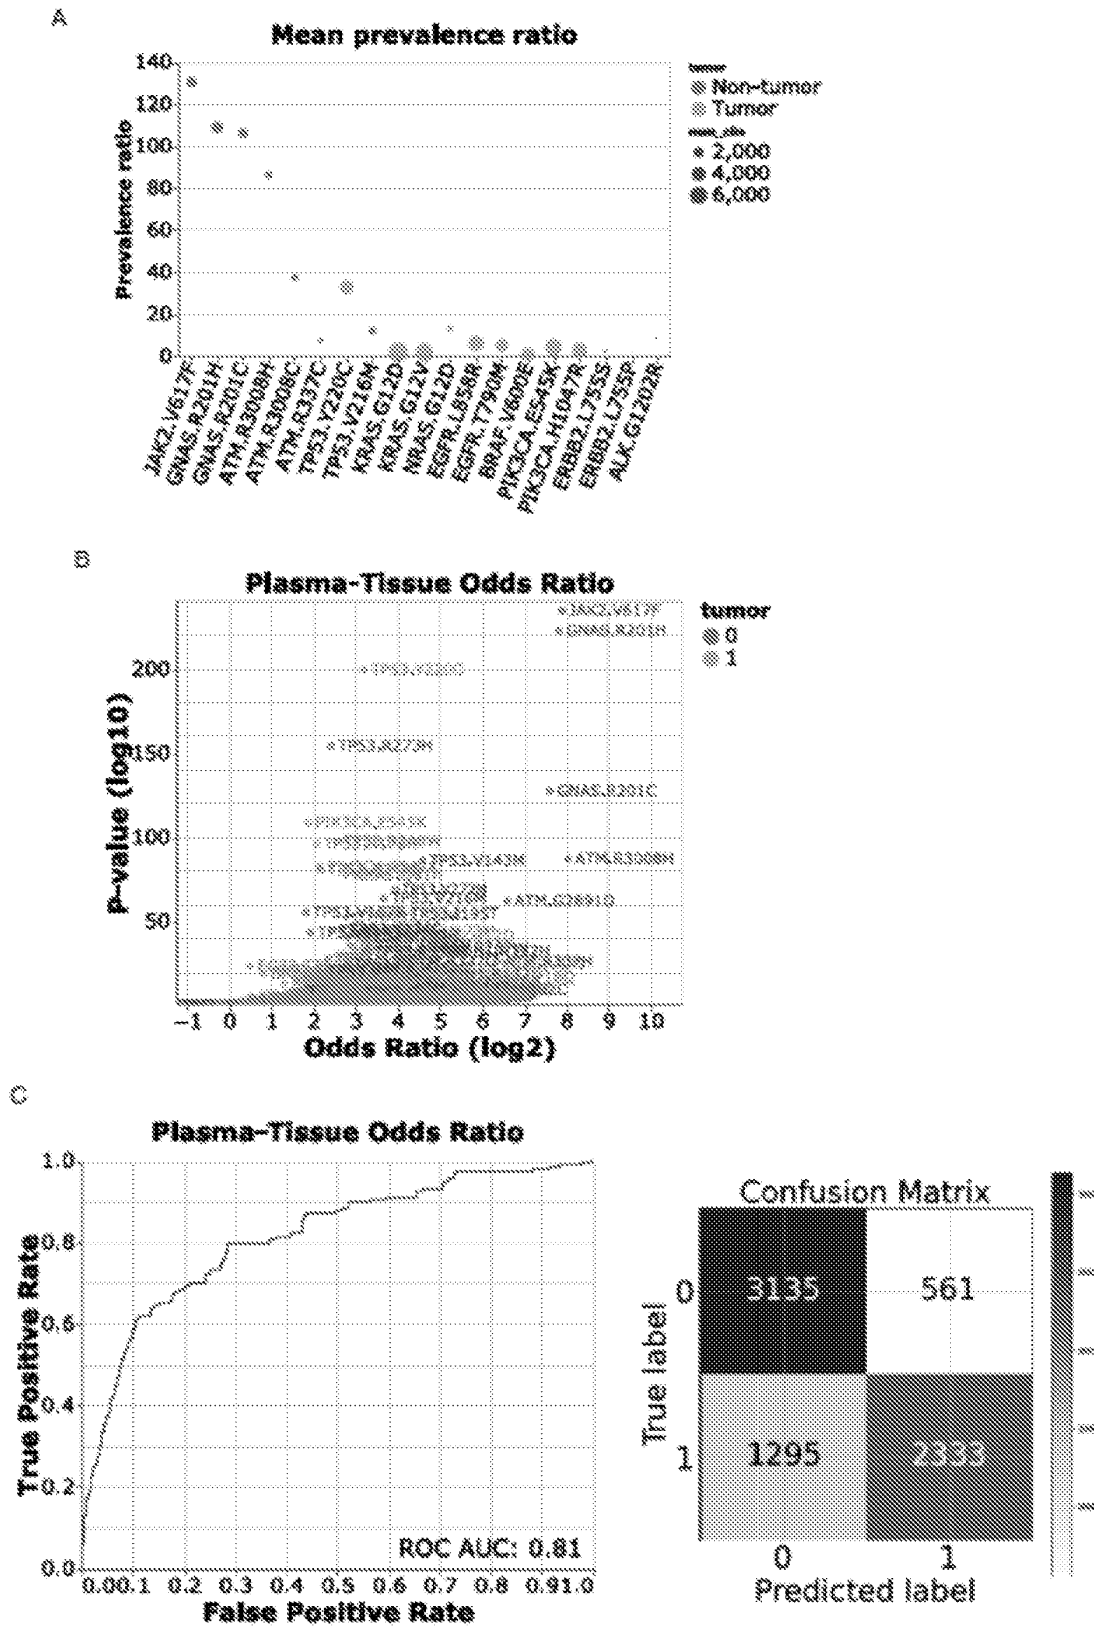 A
Mean prevalence ratio
140
120
100
80
60
40
20
0
Prevalence ratio
Non-tumor
Tumor
2,000
4,000
6,000
JAK2.V617F
GNAS.R201H
GNAS.R201C
ATM.R3008H
ATM.R3008C
ATM.R337C
TP53.Y220C
TP53.V216M
KRAS.G12D
KRAS.G12V
NRAS.G12D
EGFR.L858R
EGFR.T790M
BRAF.V600E
PIK3CA.E545K
PIK3CA.H1047R
ERBB2.L755S
ERBB2.L755P
ALK.G1202R
B
Plasma-Tissue Odds Ratio
tumor
0
1
JAK2.V617F
GNAS.R201H
TP53.Y220C
TP53.R273H
GNAS.R201C
PIK3CA.E545K
TP53.V143M
ATM.R3008H
ATM.G2891D
200
150
100
50
p-value (log10)
−1 0 1 2 3 4 5 6 7 8 9 10
Odds Ratio (log2)
C
Plasma-Tissue Odds Ratio
1.0
0.8
0.6
0.4
0.2
0.0
True Positive Rate
ROC AUC: 0.81
0.00.1 0.2 0.3 0.4 0.5 0.6 0.7 0.8 0.91.0
False Positive Rate
Confusion Matrix
0
3135 561
1
1295 2333
True label
0 1
Predicted label